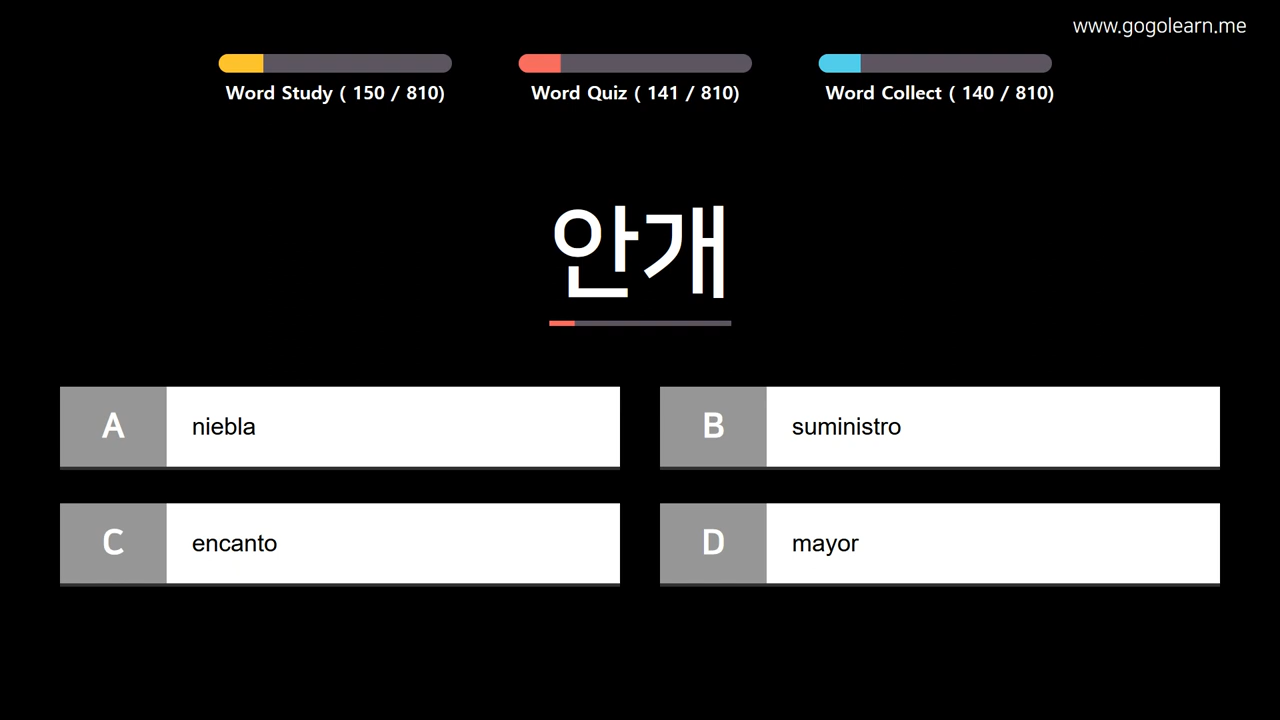 www.gogolearn.me
Word Study ( 150 / 810)
Word Quiz ( 141 / 810)
Word Collect ( 140 / 810)
안개
A niebla
B suministro
C encanto
D mayor